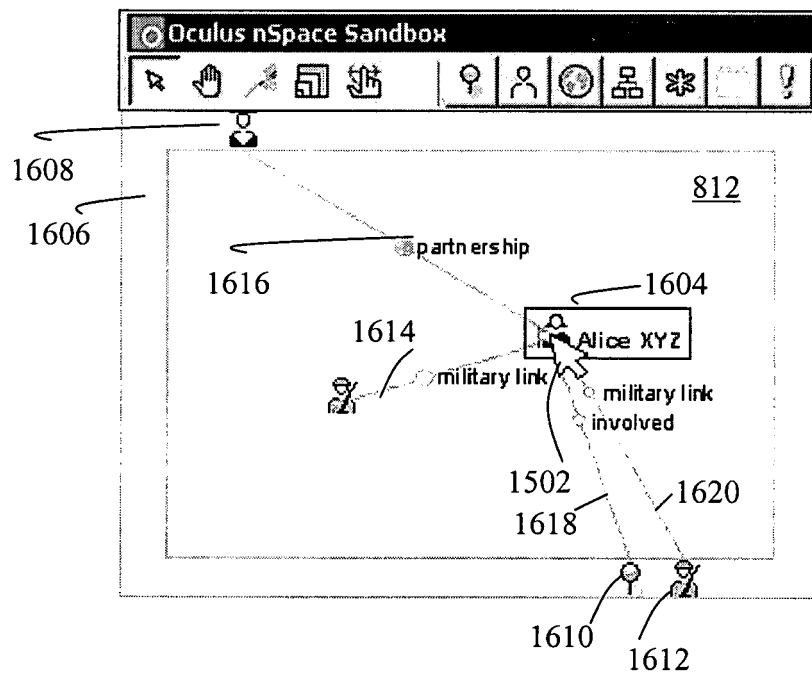 Oculus nSpace Sandbox
1608
1606
812
partnership
1616
1604
Alice XYZ
1614
military link
military link
involved
1502
1618
1620
1610
1612